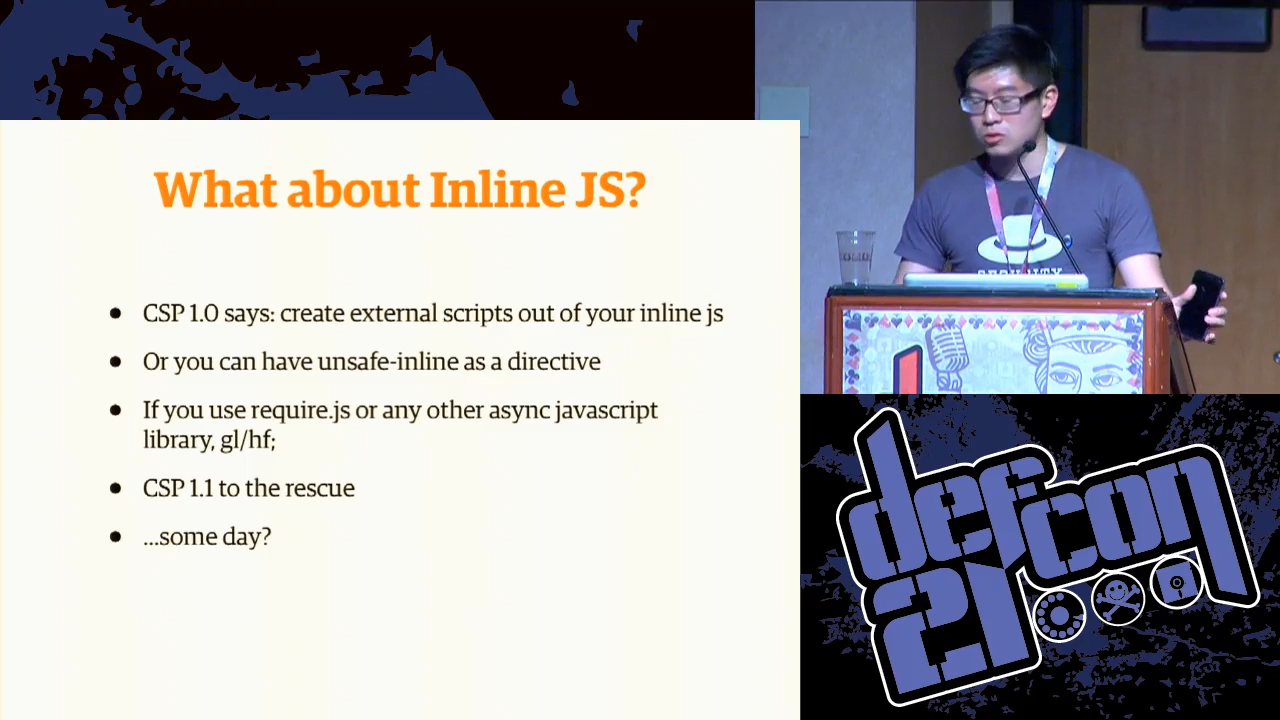 What about Inline JS?
● CSP 1.0 says: create external scripts out of your inline js
● Or you can have unsafe-inline as a directive
● If you use require.js or any other async javascript
library, gl/hf;
● CSP 1.1 to the rescue
● ...some day?
SECURITY
defcon
21